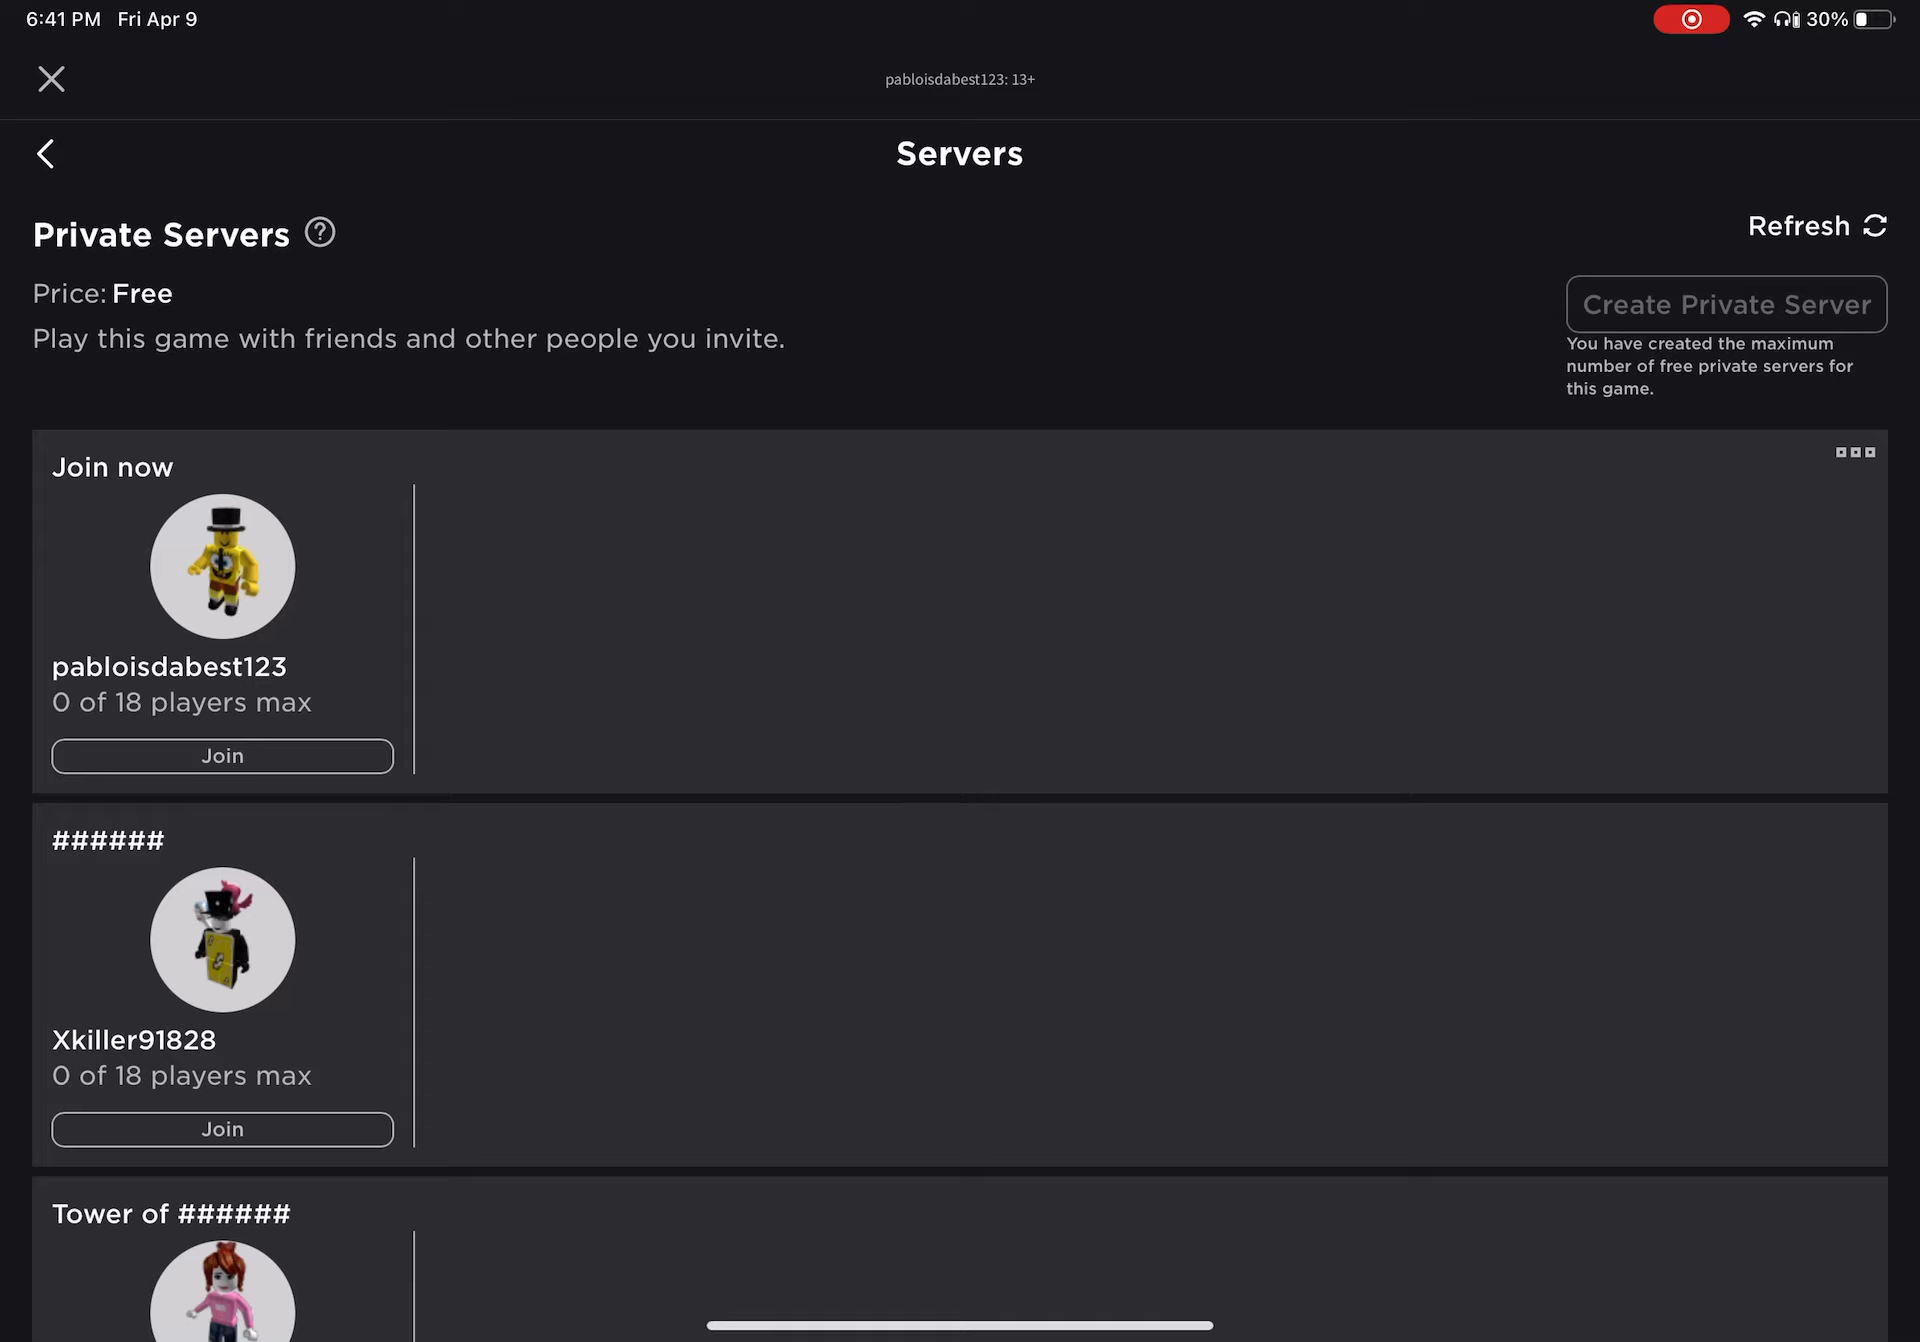 6:41 PM Fri Apr 9
30%
pabloisdabest123: 13+
Servers
Private Servers ?
Refresh
Price: Free
Play this game with friends and other people you invite.
Create Private Server
You have created the maximum
number of free private servers for
this game.
Join now
pabloisdabest123
0 of 18 players max
Join
######
Xkiller91828
0 of 18 players max
Join
Tower of ######